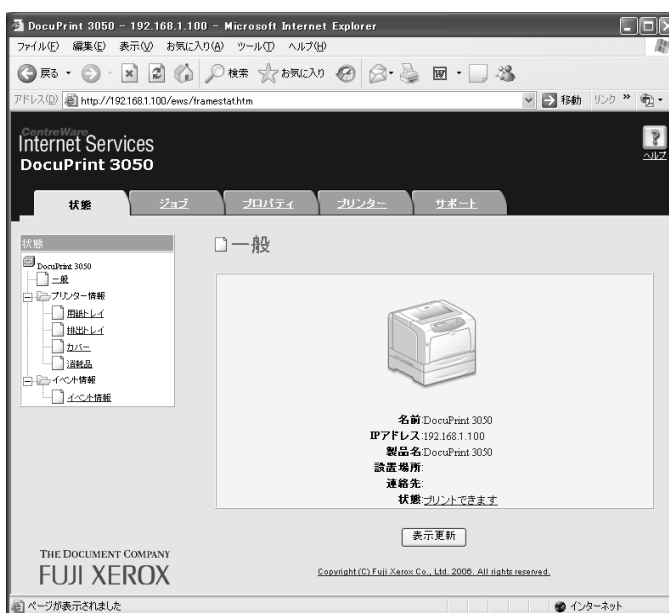 DocuPrint 3050 - 192.168.1.100 - Microsoft Internet Explorer
ファイル(F) 編集(E) 表示(V) お気に入り(A) ツール(T) ヘルプ(H)
戻る 検索 お気に入り
アドレス(D) http://192.168.1.100/ews/framestat.htm 移動 リンク »
CentreWare
Internet Services
DocuPrint 3050
ヘルプ
状態 ジョブ プロパティ プリンター サポート
状態
DocuPrint 3050
一般
プリンター情報
用紙トレイ
排出トレイ
カバー
消耗品
イベント情報
イベント情報
一般
名前:DocuPrint 3050
IPアドレス:192.168.1.100
製品名:DocuPrint 3050
設置場所:
連絡先:
状態:プリントできます
表示更新
THE DOCUMENT COMPANY
FUJI XEROX
Copyright (C) Fuji Xerox Co., Ltd. 2006. All rights reserved.
ページが表示されました インターネット